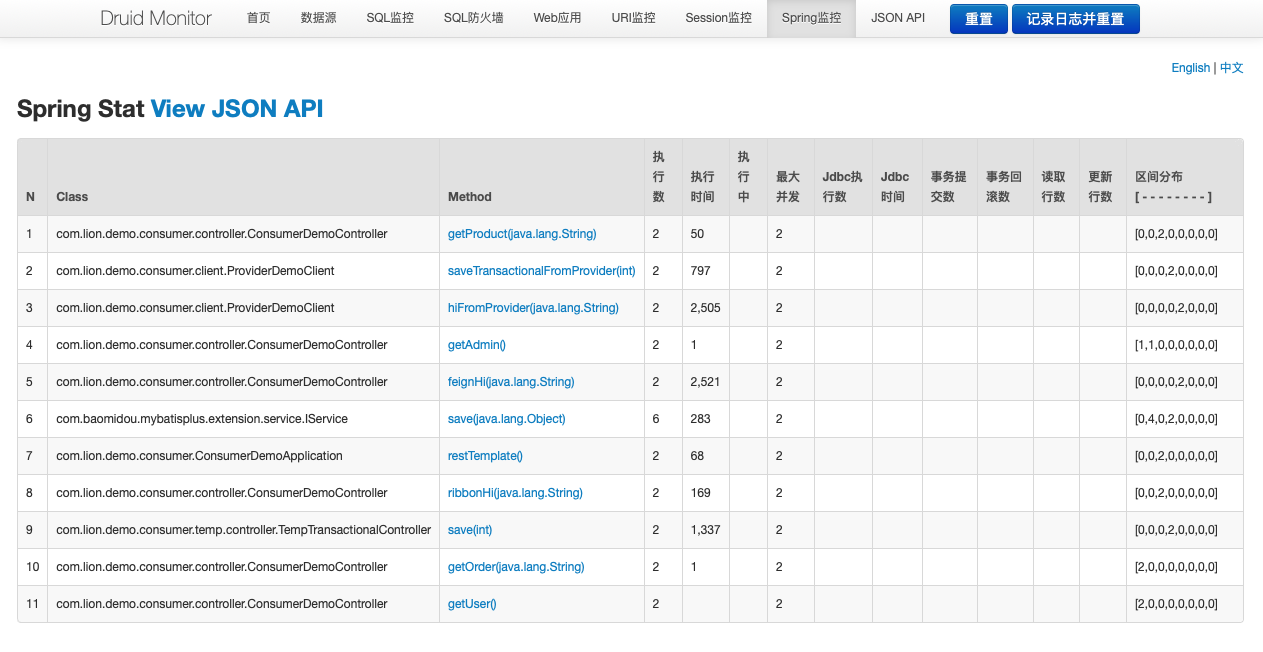 Druid Monitor 首页 数据源 SQL监控 SQL防火墙 Web应用 URI监控 Session监控 Spring监控 JSON API 重置 记录日志并重置
English | 中文
Spring Stat View JSON API
N Class Method 执行数 执行时间 执行中 最大并发 Jdbc执行数 Jdbc时间 事务提交数 事务回滚数 读取行数 更新行数 区间分布 [ - - - - - - - - ]
1 com.lion.demo.consumer.controller.ConsumerDemoController getProduct(java.lang.String) 2 50 2 [0,0,2,0,0,0,0,0]
2 com.lion.demo.consumer.client.ProviderDemoClient saveTransactionalFromProvider(int) 2 797 2 [0,0,0,2,0,0,0,0]
3 com.lion.demo.consumer.client.ProviderDemoClient hiFromProvider(java.lang.String) 2 2,505 2 [0,0,0,0,2,0,0,0]
4 com.lion.demo.consumer.controller.ConsumerDemoController getAdmin() 2 1 2 [1,1,0,0,0,0,0,0]
5 com.lion.demo.consumer.controller.ConsumerDemoController feignHi(java.lang.String) 2 2,521 2 [0,0,0,0,2,0,0,0]
6 com.baomidou.mybatisplus.extension.service.IService save(java.lang.Object) 6 283 2 [0,4,0,2,0,0,0,0]
7 com.lion.demo.consumer.ConsumerDemoApplication restTemplate() 2 68 2 [0,0,2,0,0,0,0,0]
8 com.lion.demo.consumer.controller.ConsumerDemoController ribbonHi(java.lang.String) 2 169 2 [0,0,2,0,0,0,0,0]
9 com.lion.demo.consumer.temp.controller.TempTransactionalController save(int) 2 1,337 2 [0,0,0,2,0,0,0,0]
10 com.lion.demo.consumer.controller.ConsumerDemoController getOrder(java.lang.String) 2 1 2 [2,0,0,0,0,0,0,0]
11 com.lion.demo.consumer.controller.ConsumerDemoController getUser() 2 2 [2,0,0,0,0,0,0,0]